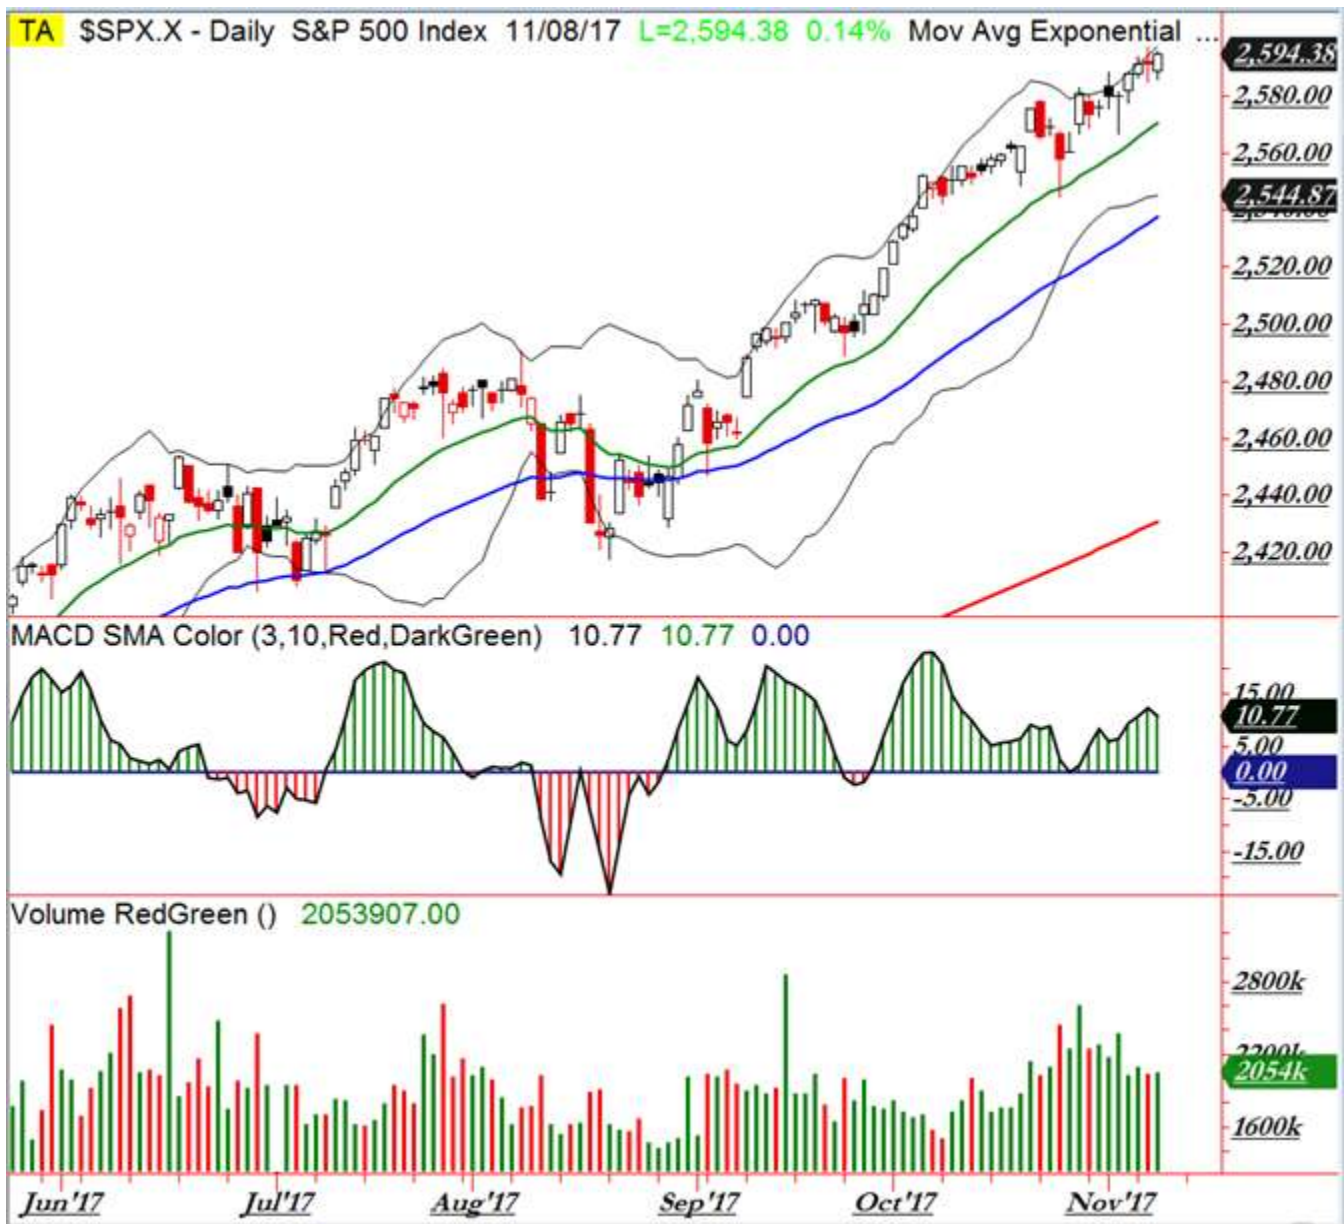 TA $SPX.X - Daily S&P 500 Index 11/08/17 L=2,594.38 0.14% Mov Avg Exponential ...
2,594.38
2,580.00
2,560.00
2,544.87
2,540.00
2,520.00
2,500.00
2,480.00
2,460.00
2,440.00
2,420.00
MACD SMA Color (3,10,Red,DarkGreen) 10.77 10.77 0.00
15.00
10.77
5.00
0.00
-5.00
-15.00
Volume RedGreen () 2053907.00
2800k
2200k
2054k
1600k
Jun'17 Jul'17 Aug'17 Sep'17 Oct'17 Nov'17